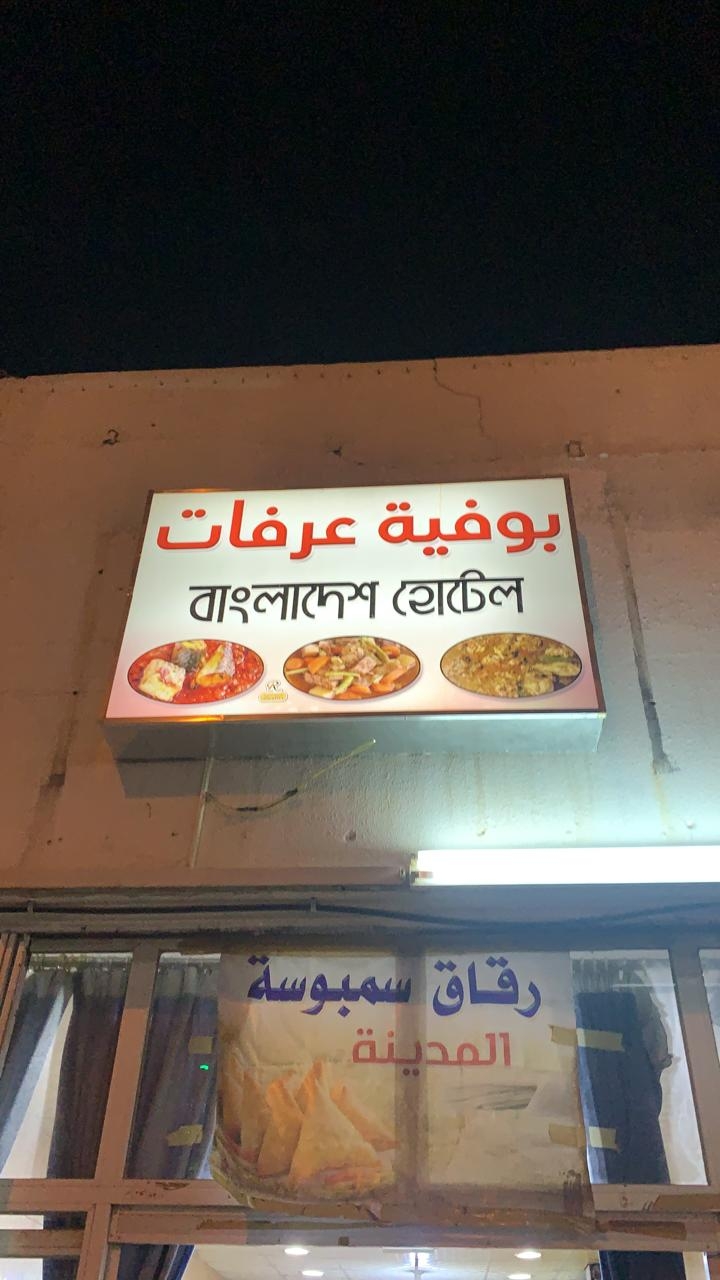 بوفية عرفات
বাংলাদেশ হোটেল
رقاق سمبوسة
المدينة